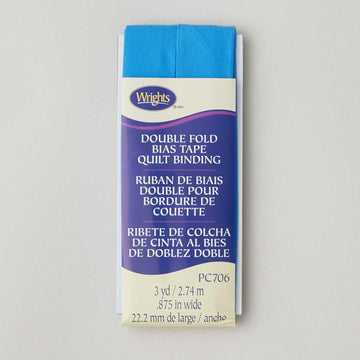 Wrights
DOUBLE FOLD
BIAS TAPE
QUILT BINDING
RUBAN DE BIAIS
DOUBLE POUR
BORDURE DE
COUETTE
RIBETE DE COLCHA
DE CINTA AL BIES
DE DOBLEZ DOBLE
PC706
3 yd / 2.74 m
.875 in wide
22.2 mm de large / ancho